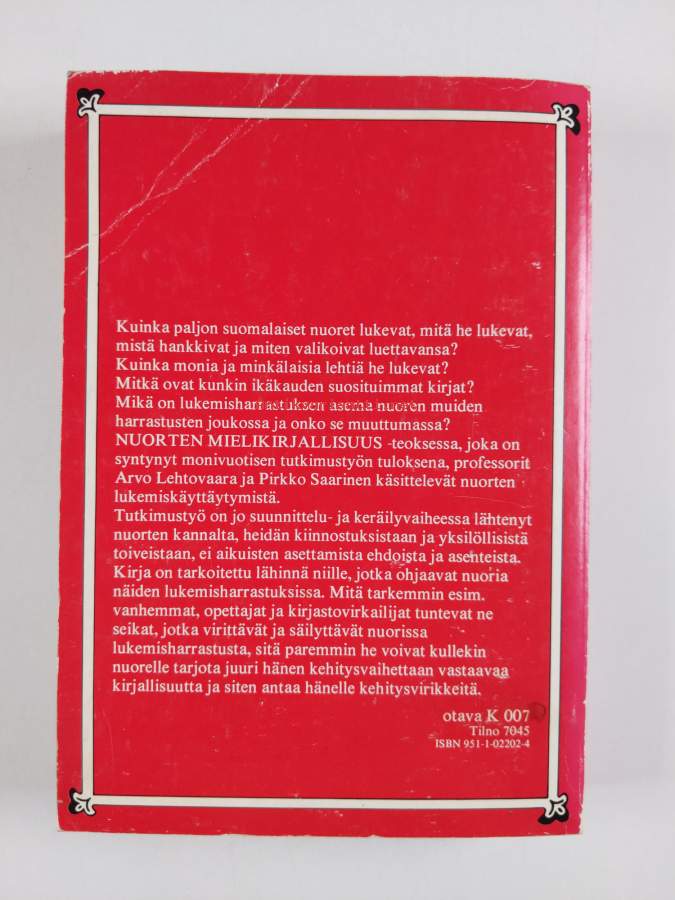 Kuinka paljon suomalaiset nuoret lukevat, mitä he lukevat,
mistä hankkivat ja miten valikoivat luettavansa?
Kuinka monia ja minkälaisia lehtiä he lukevat?
Mitkä ovat kunkin ikäkauden suosituimmat kirjat?
Mikä on lukemisharrastuksen asema nuorten muiden
harrastusten joukossa ja onko se muuttumassa?
NUORTEN MIELIKIRJALLISUUS -teoksessa, joka on
syntynyt monivuotisen tutkimustyön tuloksena, professorit
Arvo Lehtovaara ja Pirkko Saarinen käsittelevät nuorten
lukemiskäyttäytymistä.
Tutkimustyö on jo suunnittelu- ja keräilyvaiheessa lähtenyt
nuorten kannalta, heidän kiinnostuksistaan ja yksilöllisistä
toiveistaan, ei aikuisten asettamista ehdoista ja asenteista.
Kirja on tarkoitettu lähinnä niille, jotka ohjaavat nuoria
näiden lukemisharrastuksissa. Mitä tarkemmin esim.
vanhemmat, opettajat ja kirjastovirkailijat tuntevat ne
seikat, jotka virittävät ja säilyttävät nuorissa
lukemisharrastusta, sitä paremmin he voivat kullekin
nuorelle tarjota juuri hänen kehitysvaihettaan vastaavaa
kirjallisuutta ja siten antaa hänelle kehitysvirikkeitä.
otava K 007
Tilno 7045
ISBN 951-1-02202-4